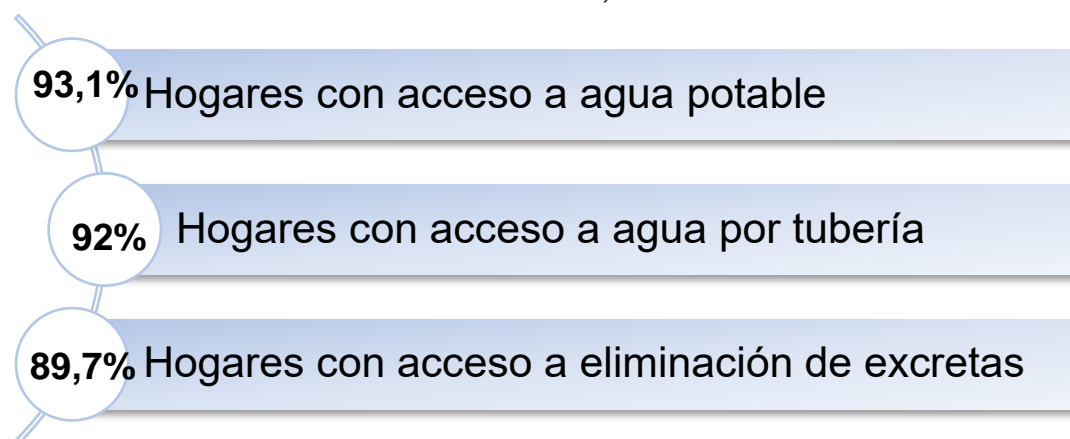 93,1% Hogares con acceso a agua potable
92% Hogares con acceso a agua por tubería
89,7% Hogares con acceso a eliminación de excretas